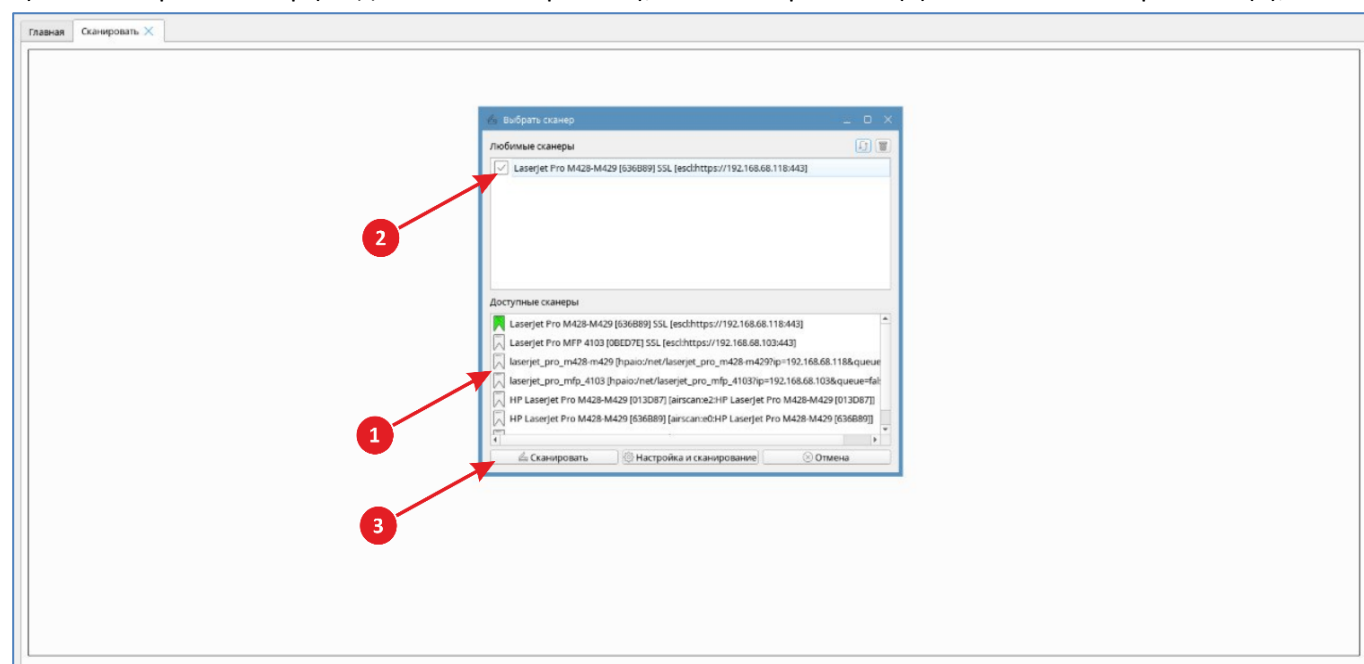 Главная Сканировать
Выбрать сканер
Любимые сканеры
Laserjet Pro M428-M429 [636B89] SSL [escl:https://192.168.68.118:443]
2
Доступные сканеры
Laserjet Pro M428-M429 [636B89] SSL [escl:https://192.168.68.118:443]
Laserjet Pro MFP 4103 [0BED7E] SSL [escl:https://192.168.68.103:443]
laserjet_pro_m428-m429 [hpaio:/net/laserjet_pro_m428-m429?ip=192.168.68.118&queue
laserjet_pro_mfp_4103 [hpaio:/net/laserjet_pro_mfp_4103?ip=192.168.68.103&queue=fal
HP Laserjet Pro M428-M429 [013D87] [airscan:e2:HP Laserjet Pro M428-M429 [013D87]]
HP Laserjet Pro M428-M429 [636B89] [airscan:e0:HP Laserjet Pro M428-M429 [636B89]]
1
Сканировать Настройка и сканирование Отмена
3